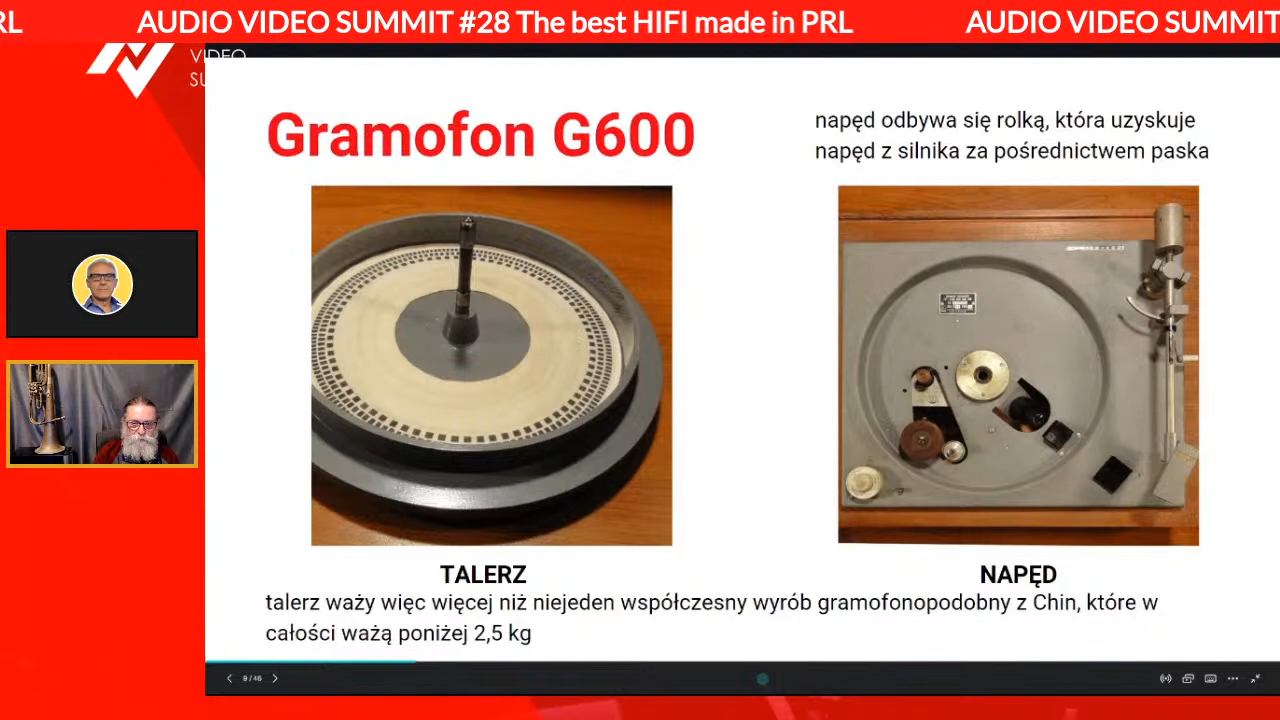 RL AUDIO VIDEO SUMMIT #28 The best HIFI made in PRL AUDIO VIDEO SUMMIT
VIDEO
SU
Gramofon G600
napęd odbywa się rolką, która uzyskuje
napęd z silnika za pośrednictwem paska
TALERZ
NAPĘD
talerz waży więc więcej niż niejeden współczesny wyrób gramofonopodobny z Chin, które w
całości ważą poniżej 2,5 kg
9 / 46